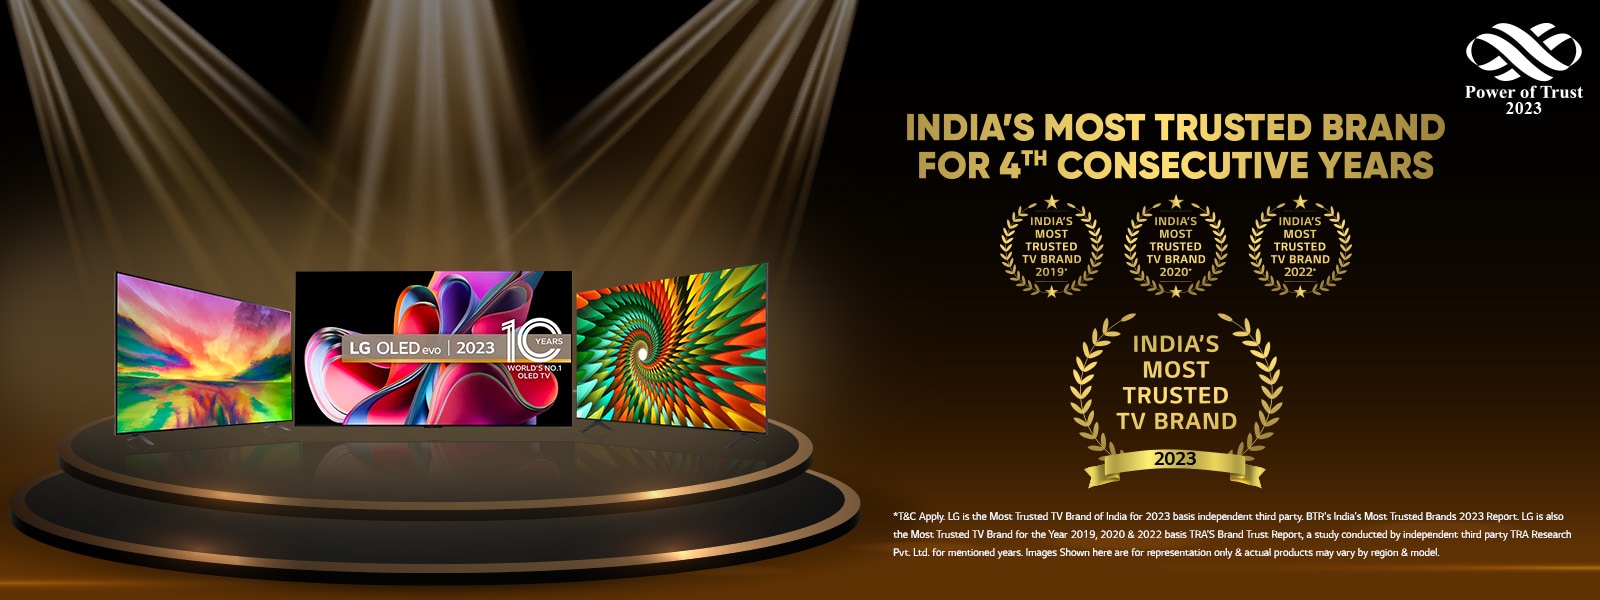 Power of Trust
2023
INDIA'S MOST TRUSTED BRAND
FOR 4TH CONSECUTIVE YEARS
INDIA'S
MOST
TRUSTED
TV BRAND
2019*
INDIA'S
MOST
TRUSTED
TV BRAND
2020*
INDIA'S
MOST
TRUSTED
TV BRAND
2022*
LG OLED evo | 2023
10 YEARS
WORLD'S NO.1
OLED TV
INDIA'S
MOST
TRUSTED
TV BRAND
2023
*T&C Apply. LG is the Most Trusted TV Brand of India for 2023 basis independent third party. BTR's India's Most Trusted Brands 2023 Report. LG is also
the Most Trusted TV Brand for the Year 2019, 2020 & 2022 basis TRA'S Brand Trust Report, a study conducted by independent third party TRA Research
Pvt. Ltd. for mentioned years. Images Shown here are for representation only & actual products may vary by region & model.